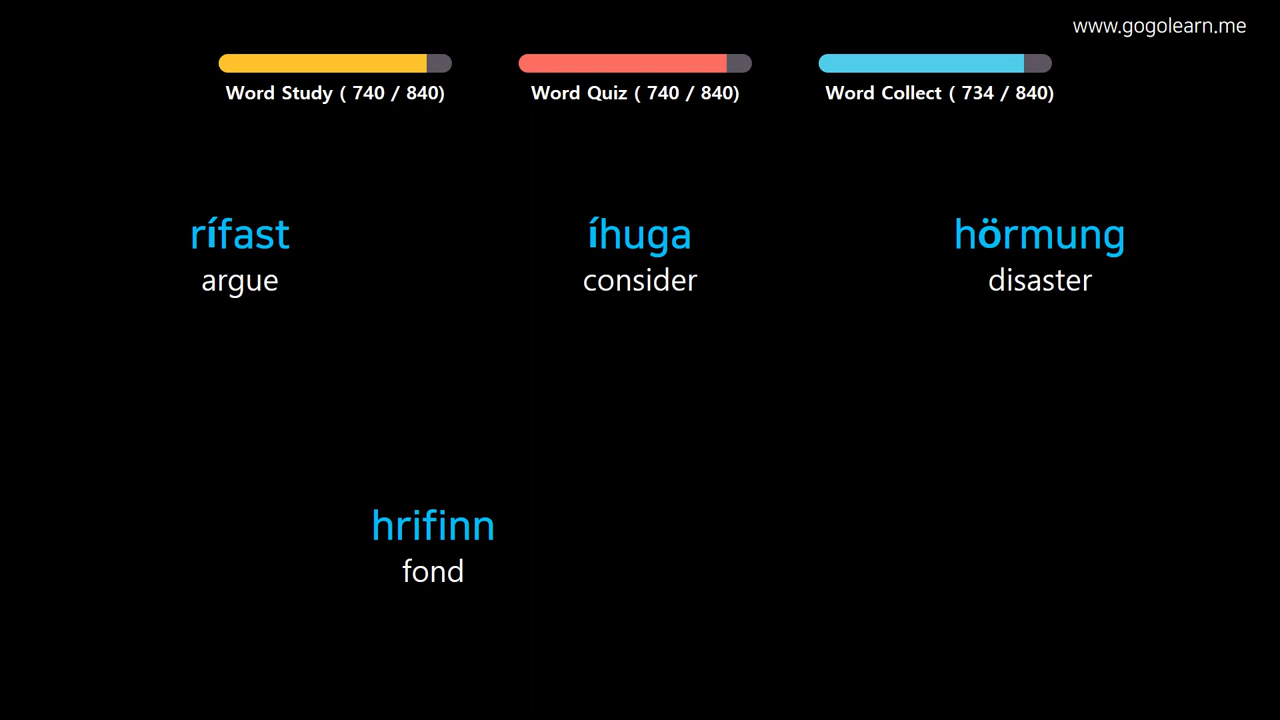 www.gogolearn.me
Word Study ( 740 / 840)
Word Quiz ( 740 / 840)
Word Collect ( 734 / 840)
rífast
argue
íhuga
consider
hörmung
disaster
hrifinn
fond